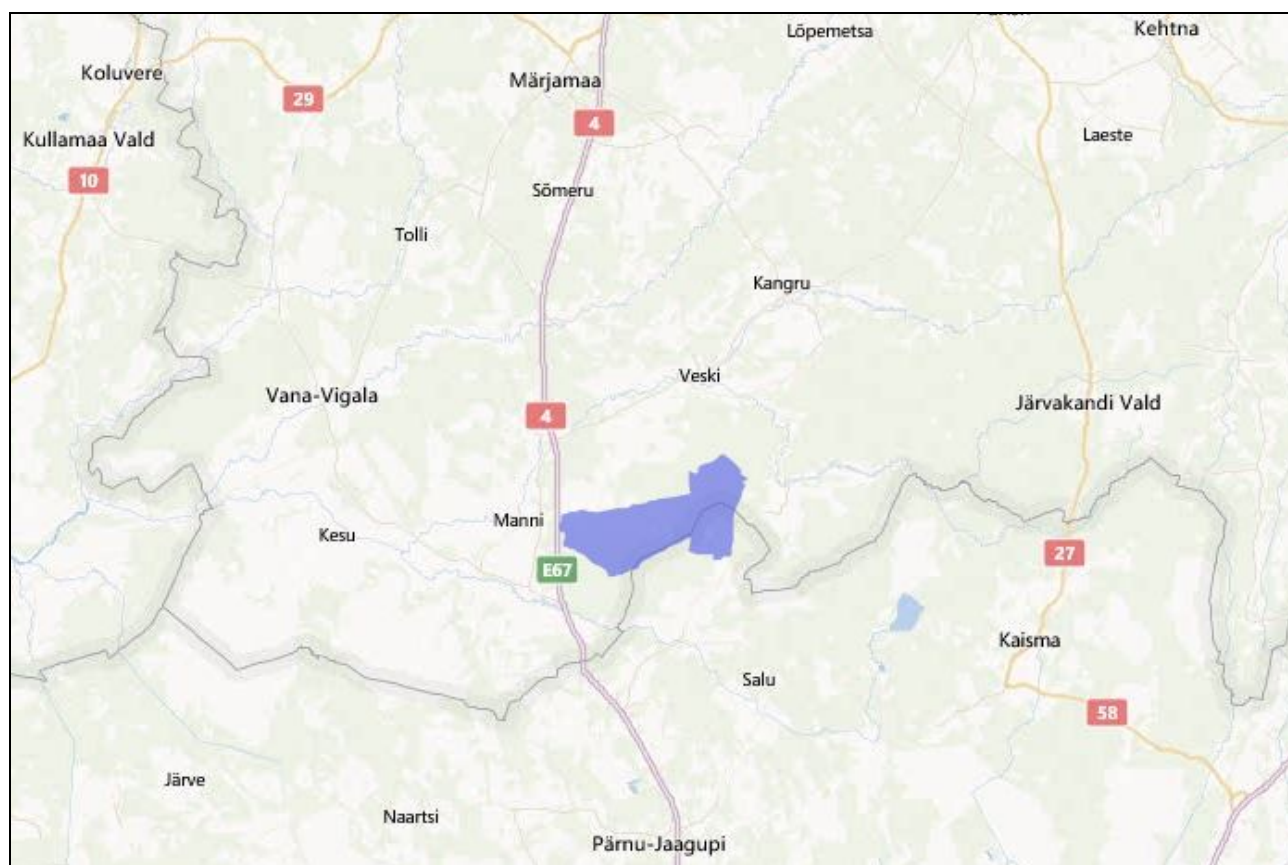 Lõpemetsa
Kehtna
Koluvere
Märjamaa
29
4
Kullamaa Vald
Laeste
10
Sõmeru
Tolli
Kangru
Veski
Vana-Vigala
Järvakandi Vald
4
Manni
Kesu
27
E67
Kaisma
Salu
58
Järve
Naartsi
Pärnu-Jaagupi